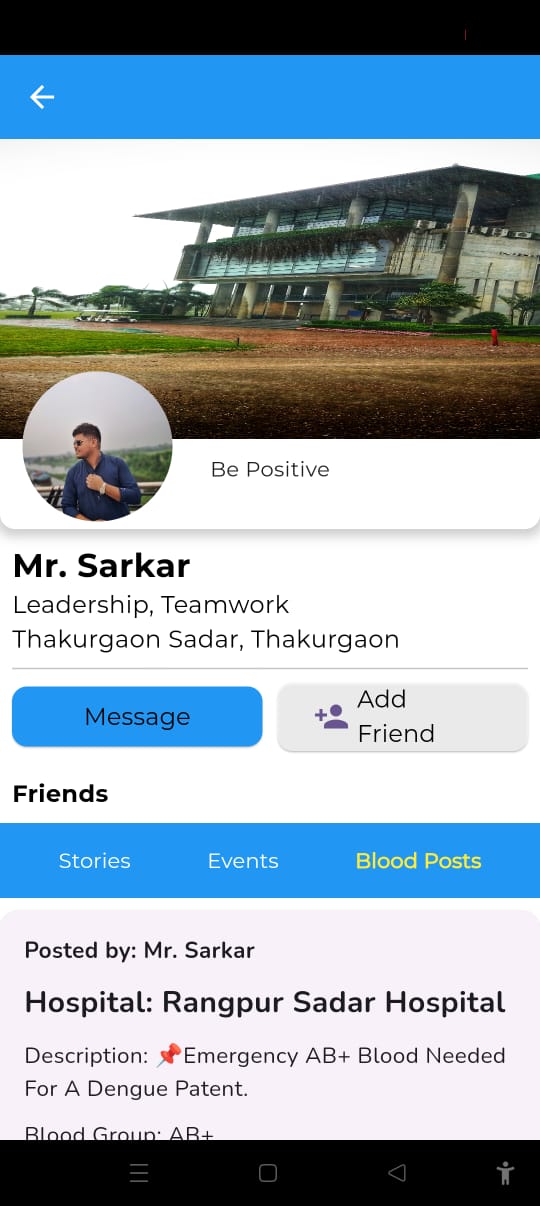 Be Positive
Mr. Sarkar
Leadership, Teamwork
Thakurgaon Sadar, Thakurgaon
Message
Add
Friend
Friends
Stories Events Blood Posts
Posted by: Mr. Sarkar
Hospital: Rangpur Sadar Hospital
Description: 📌Emergency AB+ Blood Needed
For A Dengue Patent.
Blood Group: AB+